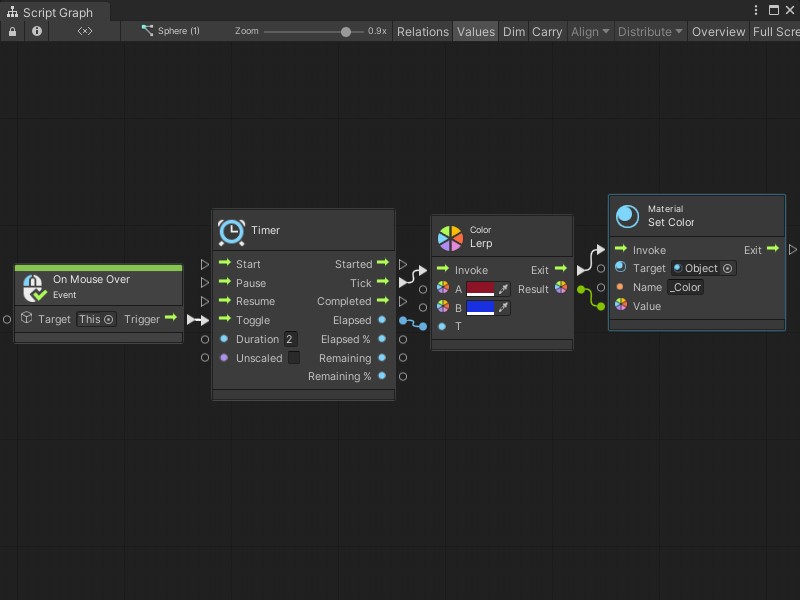 Script Graph
<×>
Sphere (1)
Zoom
0.9x
Relations
Values
Dim
Carry
Align
Distribute
Overview
Full Scre
On Mouse Over
Event
Target
This
Trigger
Timer
Start
Started
Pause
Tick
Resume
Completed
Toggle
Elapsed
Duration
2
Elapsed %
Unscaled
Remaining
Remaining %
Color
Lerp
Invoke
Exit
A
Result
B
T
Material
Set Color
Invoke
Exit
Target
Object
Name
_Color
Value